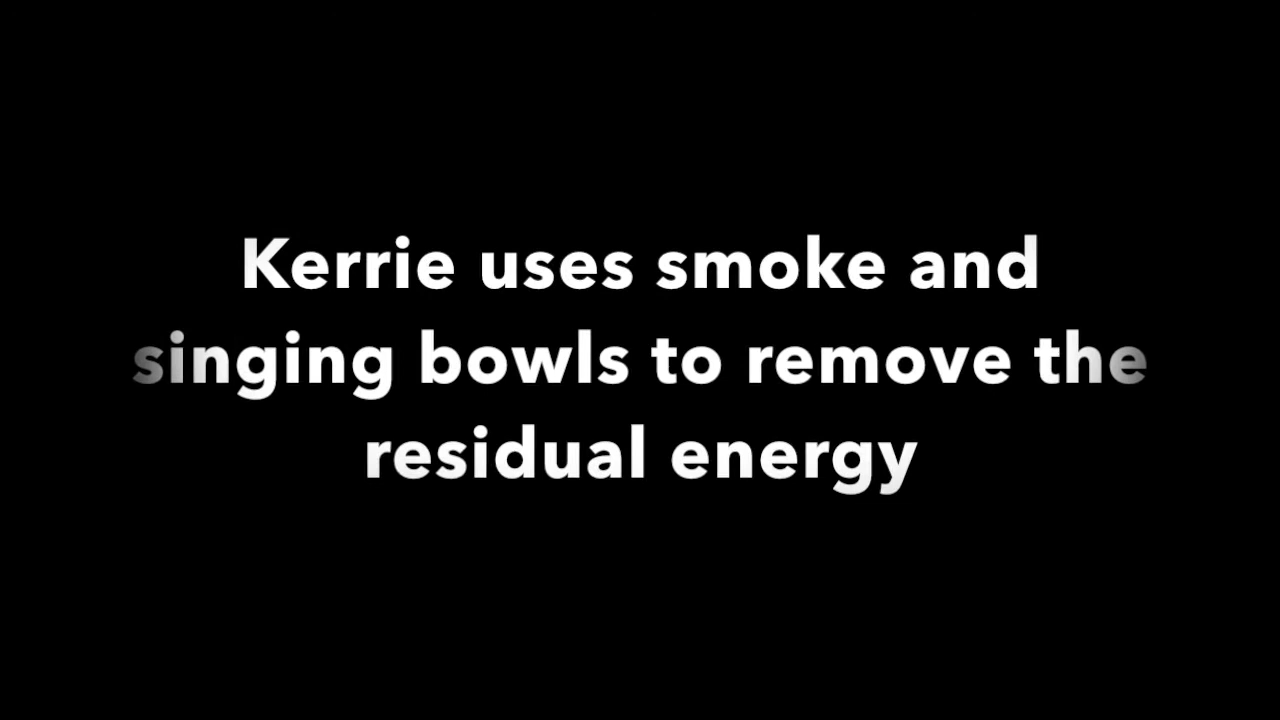 Kerrie uses smoke and
singing bowls to remove the
residual energy